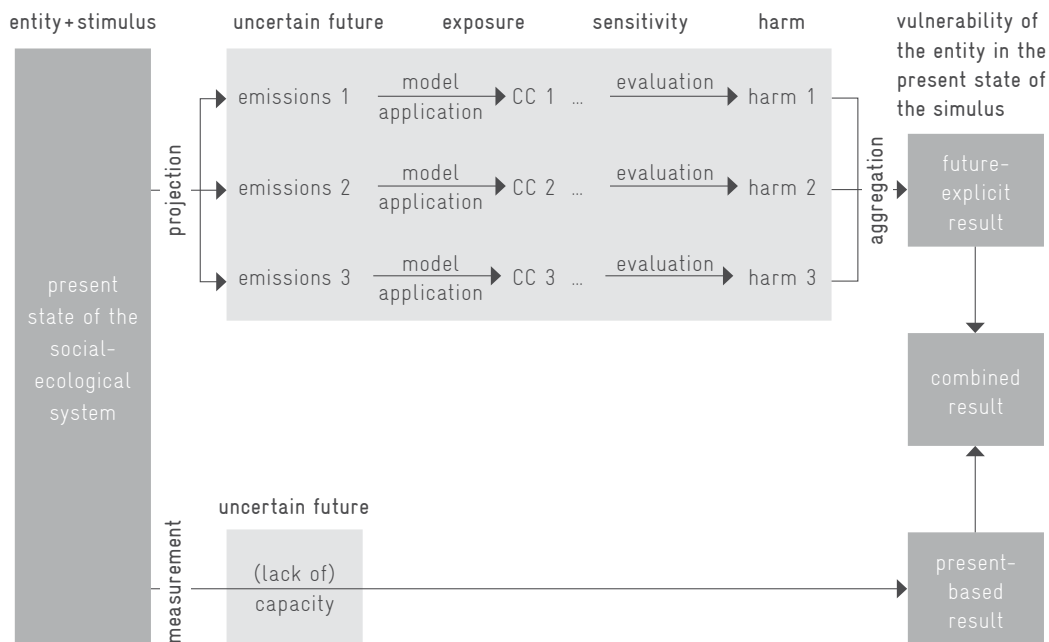 entity+stimulus
uncertain future
exposure
sensitivity
harm
vulnerability of
the entity in the
present state of
the simulus
present
state of the
social-
ecological
system
projection
emissions 1
model
application
CC 1 ...
evaluation
harm 1
emissions 2
model
application
CC 2 ...
evaluation
harm 2
emissions 3
model
application
CC 3 ...
evaluation
harm 3
aggregation
future-
explicit
result
combined
result
measurement
uncertain future
(lack of)
capacity
present-
based
result